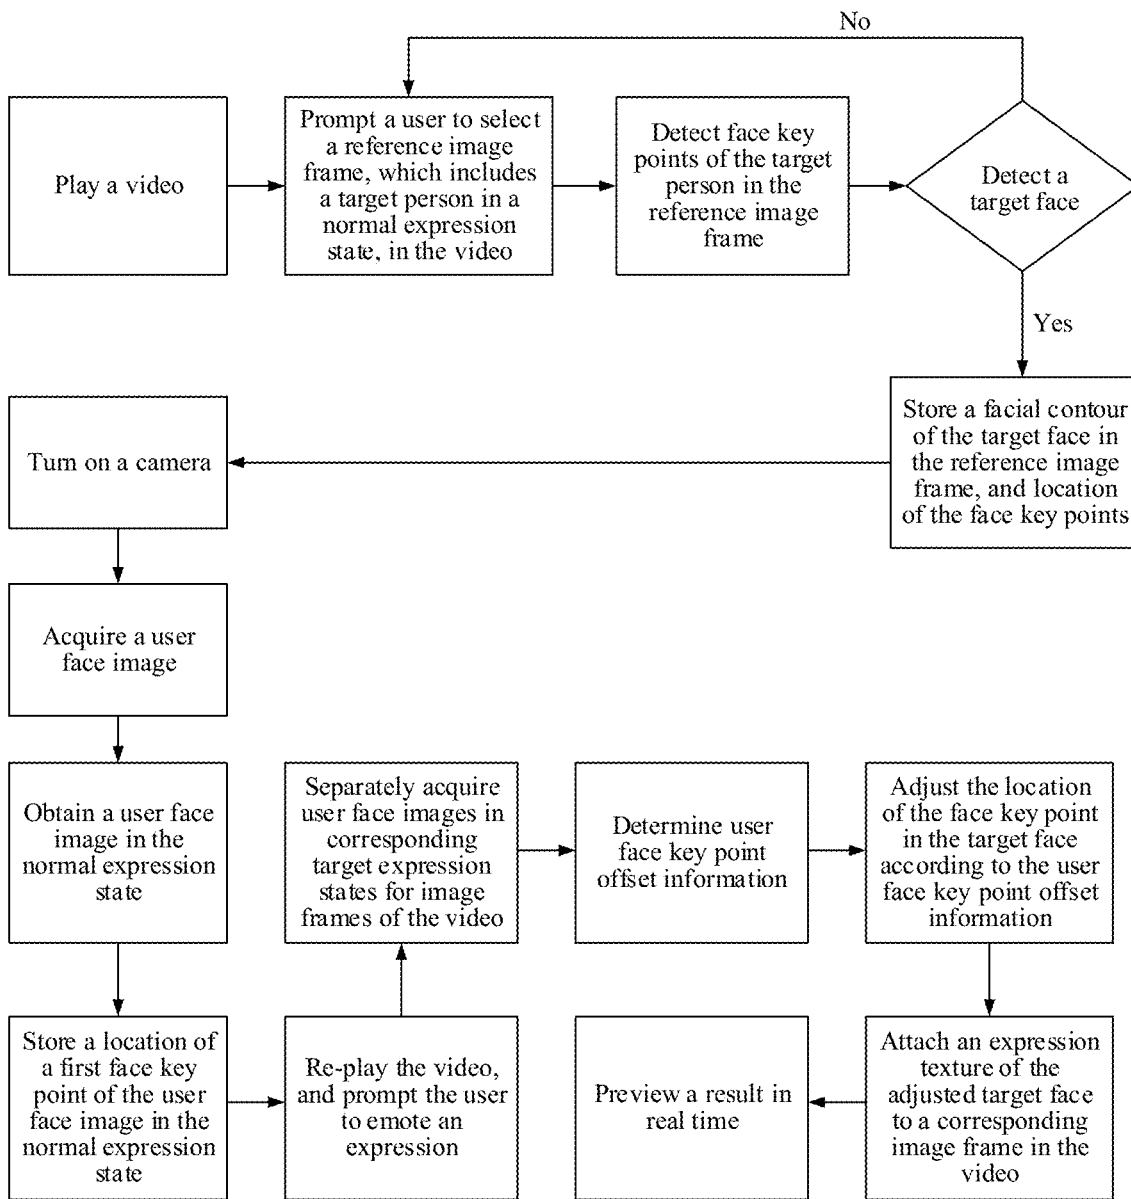 No
Play a video
Prompt a user to select
a reference image
frame, which includes
a target person in a
normal expression
state, in the video
Detect face key
points of the target
person in the
reference image
frame
Detect a
target face
Yes
Store a facial contour
of the target face in
the reference image
frame, and location
of the face key points
Turn on a camera
Acquire a user
face image
Obtain a user face
image in the
normal expression
state
Store a location of
a first face key
point of the user
face image in the
normal expression
state
Re-play the video,
and prompt the user
to emote an
expression
Separately acquire
user face images in
corresponding
target expression
states for image
frames of the video
Determine user
face key point
offset information
Adjust the location
of the face key point
in the target face
according to the user
face key point offset
information
Attach an expression
texture of the
adjusted target face
to a corresponding
image frame in the
video
Preview a result in
real time